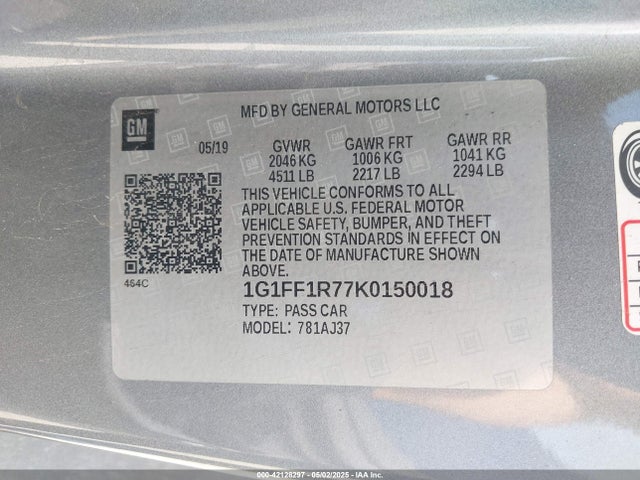 GM
MFD BY GENERAL MOTORS LLC
05/19 GVWR GAWR FRT GAWR RR
2046 KG 1006 KG 1041 KG
4511 LB 2217 LB 2294 LB
THIS VEHICLE CONFORMS TO ALL
APPLICABLE U.S. FEDERAL MOTOR
VEHICLE SAFETY, BUMPER, AND THEFT
PREVENTION STANDARDS IN EFFECT ON
THE DATE OF MANUFACTURE SHOWN
ABOVE.
464C
1G1FF1R77K0150018
TYPE: PASS CAR
MODEL: 781AJ37
000-42128297 - 05/02/2025 - IAAI.COM